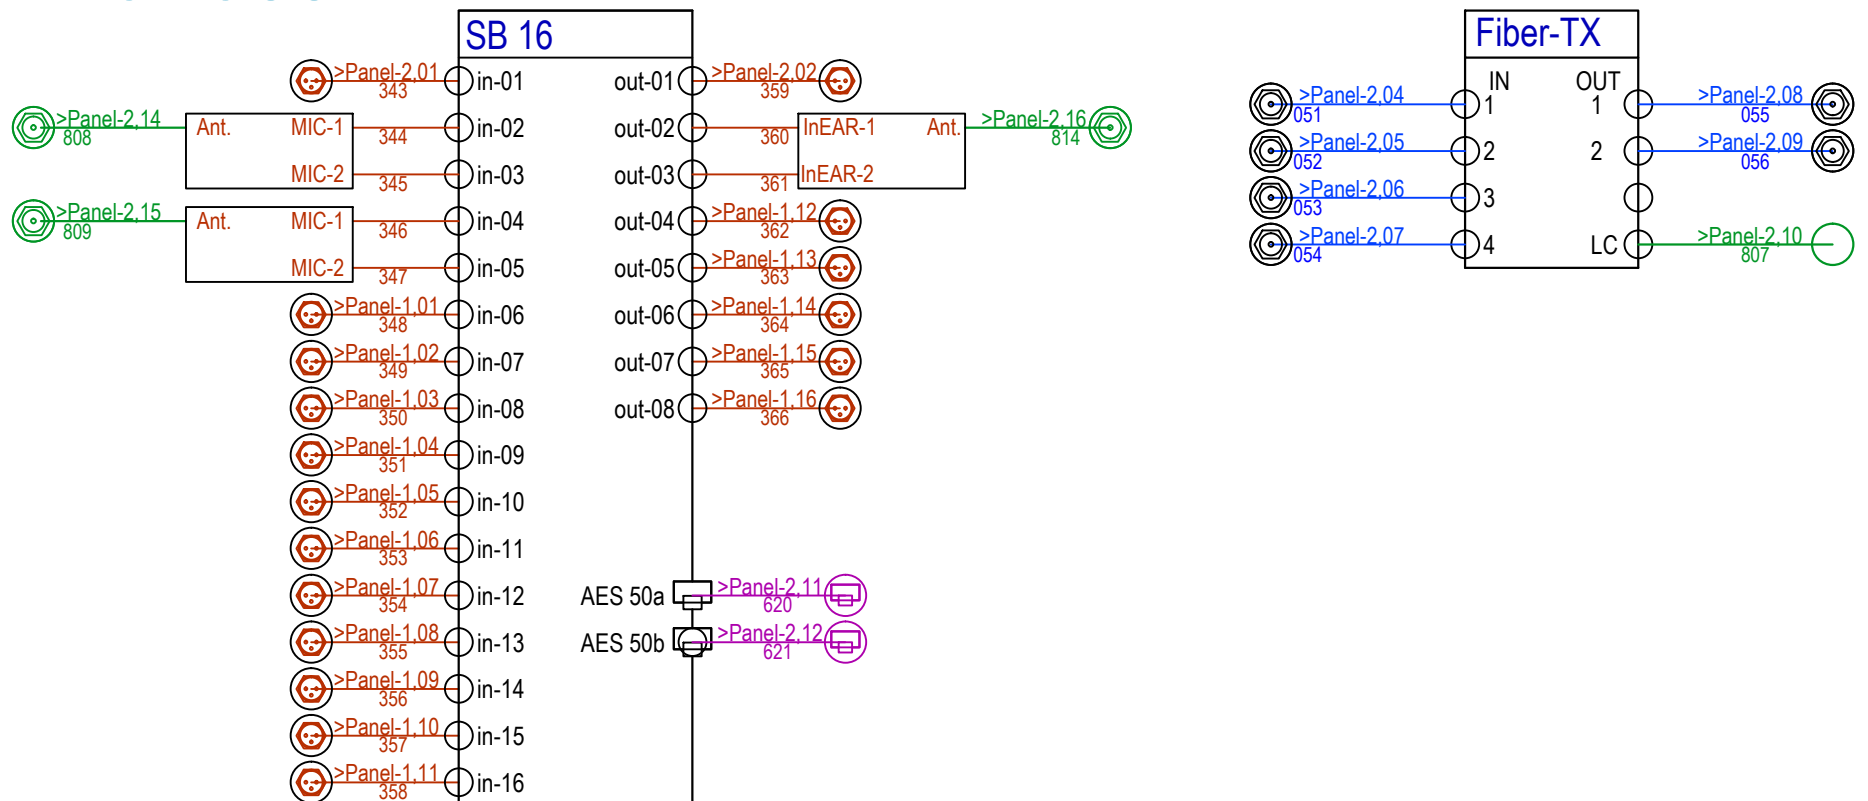 SB 16
>Panel-2,01
343
in-01
out-01
>Panel-2,02
359
>Panel-2,14
808
Ant.
MIC-1
344
in-02
out-02
360
InEAR-1
Ant.
>Panel-2,16
814
MIC-2
345
in-03
out-03
361
InEAR-2
>Panel-2,15
809
Ant.
MIC-1
346
in-04
out-04
>Panel-1,12
362
MIC-2
347
in-05
out-05
>Panel-1,13
363
>Panel-1,01
348
in-06
out-06
>Panel-1,14
364
>Panel-1,02
349
in-07
out-07
>Panel-1,15
365
>Panel-1,03
350
in-08
out-08
>Panel-1,16
366
>Panel-1,04
351
in-09
>Panel-1,05
352
in-10
>Panel-1,06
353
in-11
>Panel-1,07
354
in-12
AES 50a
>Panel-2,11
620
>Panel-1,08
355
in-13
AES 50b
>Panel-2,12
621
>Panel-1,09
356
in-14
>Panel-1,10
357
in-15
>Panel-1,11
358
in-16
Fiber-TX
IN
OUT
>Panel-2,04
051
1
1
>Panel-2,08
055
>Panel-2,05
052
2
2
>Panel-2,09
056
>Panel-2,06
053
3
>Panel-2,07
054
4
LC
>Panel-2,10
807